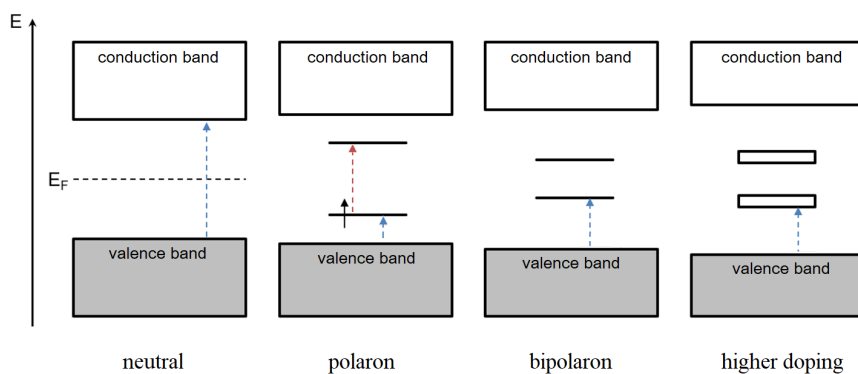 E
conduction band
conduction band
conduction band
conduction band
E_F
valence band
valence band
valence band
valence band
neutral
polaron
bipolaron
higher doping